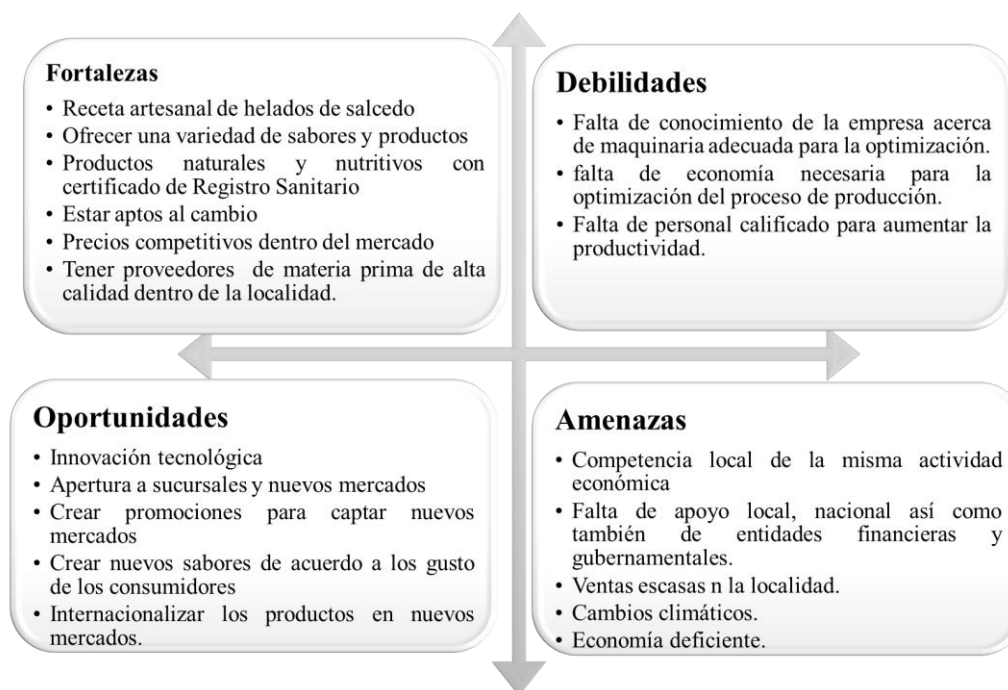 Fortalezas
• Receta artesanal de helados de salcedo
• Ofrecer una variedad de sabores y productos
• Productos naturales y nutritivos con
certificado de Registro Sanitario
• Estar aptos al cambio
• Precios competitivos dentro del mercado
• Tener proveedores de materia prima de alta
calidad dentro de la localidad.
Debilidades
• Falta de conocimiento de la empresa acerca
de maquinaria adecuada para la optimización.
• falta de economía necesaria para la
optimización del proceso de producción.
• Falta de personal calificado para aumentar la
productividad.
Oportunidades
• Innovación tecnológica
• Apertura a sucursales y nuevos mercados
• Crear promociones para captar nuevos
mercados
• Crear nuevos sabores de acuerdo a los gusto
de los consumidores
• Internacionalizar los productos en nuevos
mercados.
Amenazas
• Competencia local de la misma actividad
económica
• Falta de apoyo local, nacional así como
también de entidades financieras y
gubernamentales.
• Ventas escasas n la localidad.
• Cambios climáticos.
• Economía deficiente.